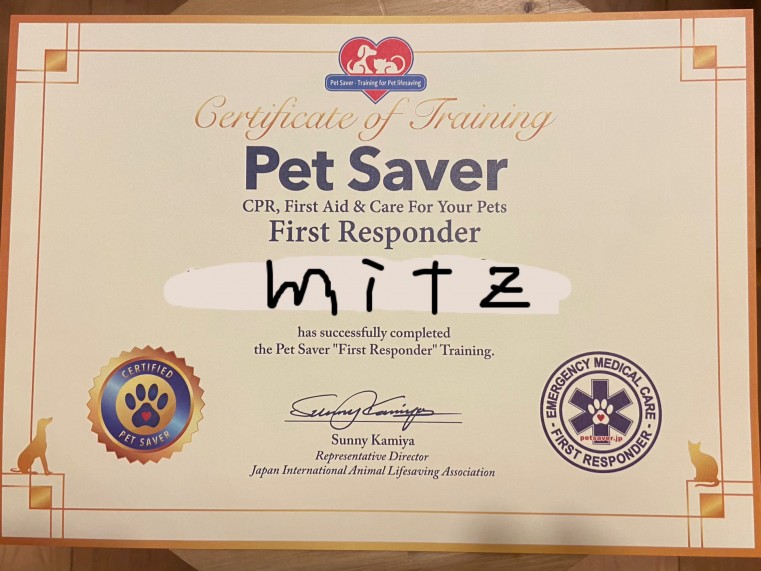 Pet Saver - Training for Pet lifesaving
Certificate of Training
Pet Saver
CPR, First Aid & Care For Your Pets
First Responder
mitz
has successfully completed
the Pet Saver "First Responder" Training.
CERTIFIED
PET SAVER
Sunny Kamiya
Sunny Kamiya
Representative Director
Japan International Animal Lifesaving Association
EMERGENCY MEDICAL CARE
petsaver.jp
- FIRST RESPONDER -